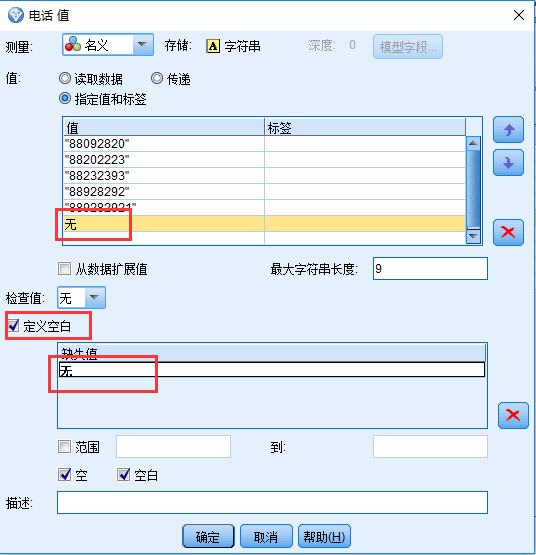 电话 值
测量: 名义 存储: A 字符串 深度: 0 模型字段...
值: 读取数据 传递
指定值和标签
值 标签
"88092820"
"88202223"
"88232393"
"88928292"
"889282921"
无
从数据扩展值 最大字符串长度: 9
检查值: 无
定义空白
缺失值
无
范围 到:
空 空白
描述:
确定 取消 帮助(H)